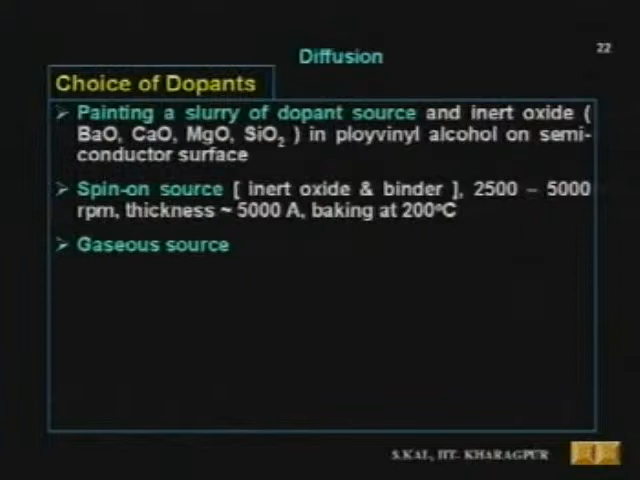 Diffusion
22
Choice of Dopants
➢ Painting a slurry of dopant source and inert oxide (
BaO, CaO, MgO, SiO₂ ) in ployvinyl alcohol on semi-
conductor surface
➢ Spin-on source [ inert oxide & binder ], 2500 – 5000
rpm, thickness ~ 5000 A, baking at 200°C
➢ Gaseous source
S.KAL, IIT- KHARAGPUR